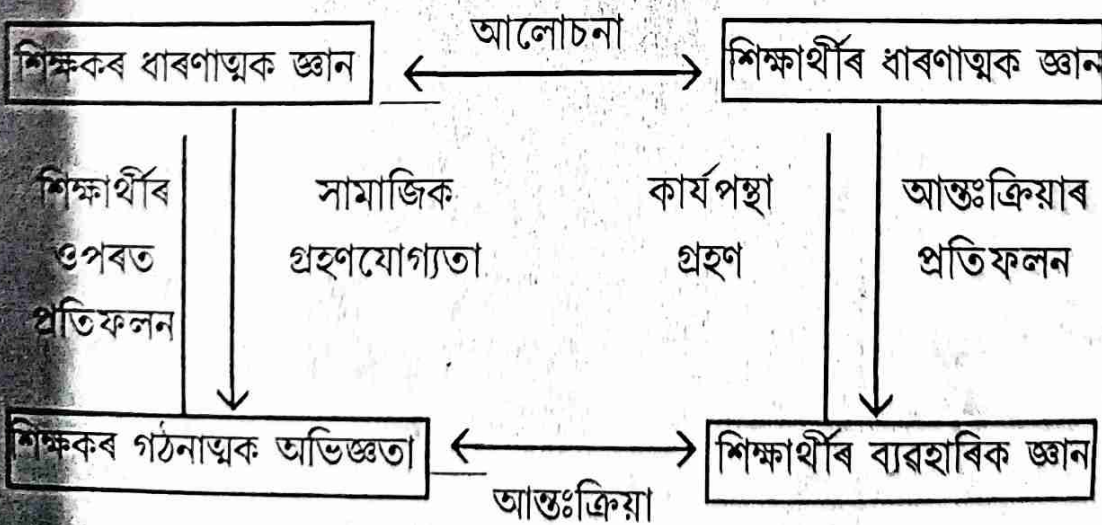 আলোচনা
শিক্ষকৰ ধাৰণাত্মক জ্ঞান
শিক্ষাৰ্থীৰ ধাৰণাত্মক জ্ঞান
শিক্ষাৰ্থীৰ
ওপৰত
প্ৰতিফলন
সামাজিক
গ্ৰহণযোগ্যতা
কাৰ্যপন্থা
গ্ৰহণ
আন্তঃক্ৰিয়াৰ
প্ৰতিফলন
শিক্ষকৰ গঠনাত্মক অভিজ্ঞতা
শিক্ষাৰ্থীৰ ব্যৱহাৰিক জ্ঞান
আন্তঃক্ৰিয়া